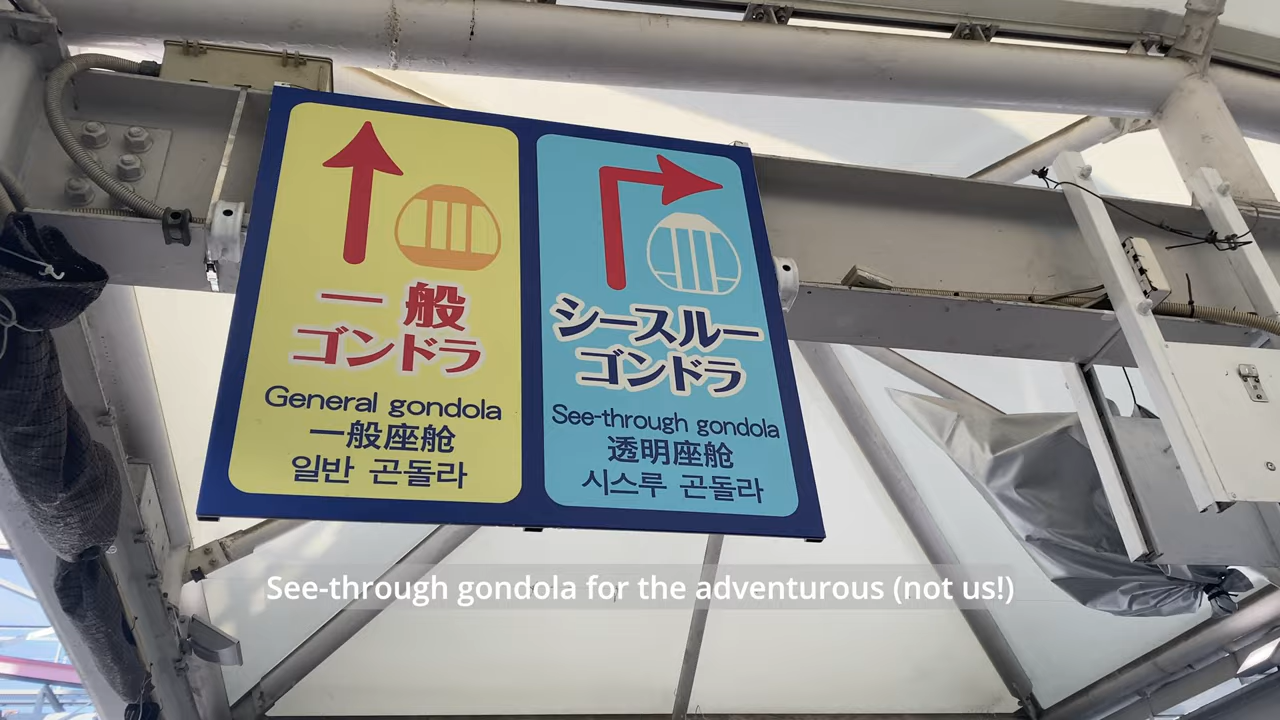 一般
ゴンドラ
General gondola
一般座舱
일반 곤돌라
シースルー
ゴンドラ
See-through gondola
透明座舱
시스루 곤돌라
See-through gondola for the adventurous (not us!)